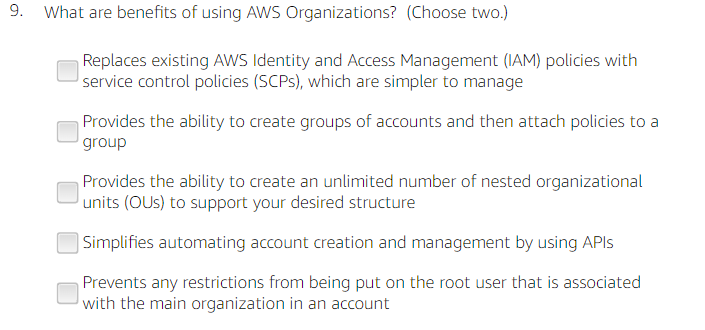 9. What are benefits of using AWS Organizations? (Choose two.)
Replaces existing AWS Identity and Access Management (IAM) policies with
service control policies (SCPs), which are simpler to manage
Provides the ability to create groups of accounts and then attach policies to a
group
Provides the ability to create an unlimited number of nested organizational
units (OUs) to support your desired structure
Simplifies automating account creation and management by using APIs
Prevents any restrictions from being put on the root user that is associated
with the main organization in an account